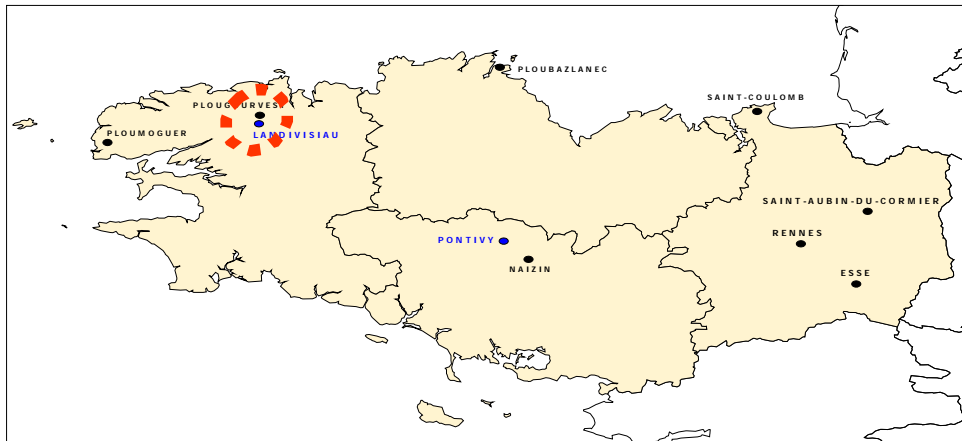 PLOUBAZLANEC
SAINT-COULOMB
PLOUMOGUER
LANDIVISIAU
SAINT-AUBIN-DU-CORMIER
RENNES
PONTIVY
NAIZIN
ESSE